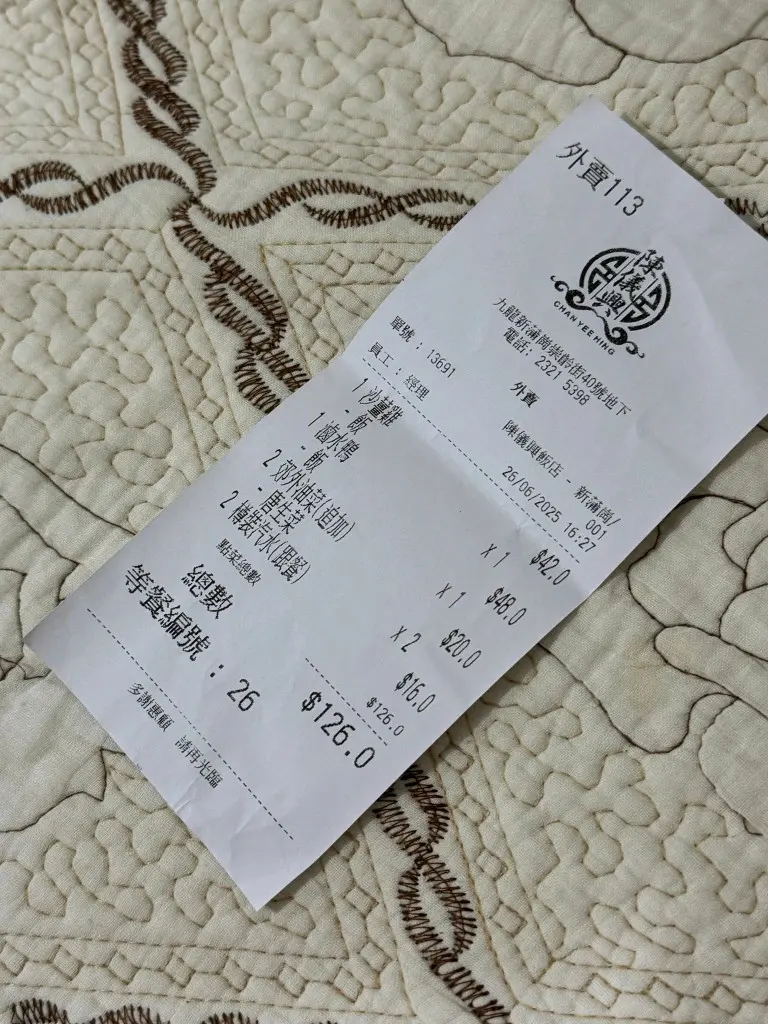 外賣113
陳儀興
CHAN YEE HING
九龍新蒲崗崇齡街40號地下
電話: 2321 5398
外賣
陳儀興飯店 - 新蒲崗/
001
單號 : 13691
員工 : 經理 26/06/2025 16:27
1 沙薑雞 x 1 $42.0
- 飯
1 滷水鴨 x 1 $48.0
- 飯
2 郊外油菜(追加) x 2 $20.0
- 唐生菜
2 樽裝汽水(跟餐) $16.0
點菜總數 $126.0
總數 $126.0
等餐編號 : 26
多謝惠顧 請再光臨